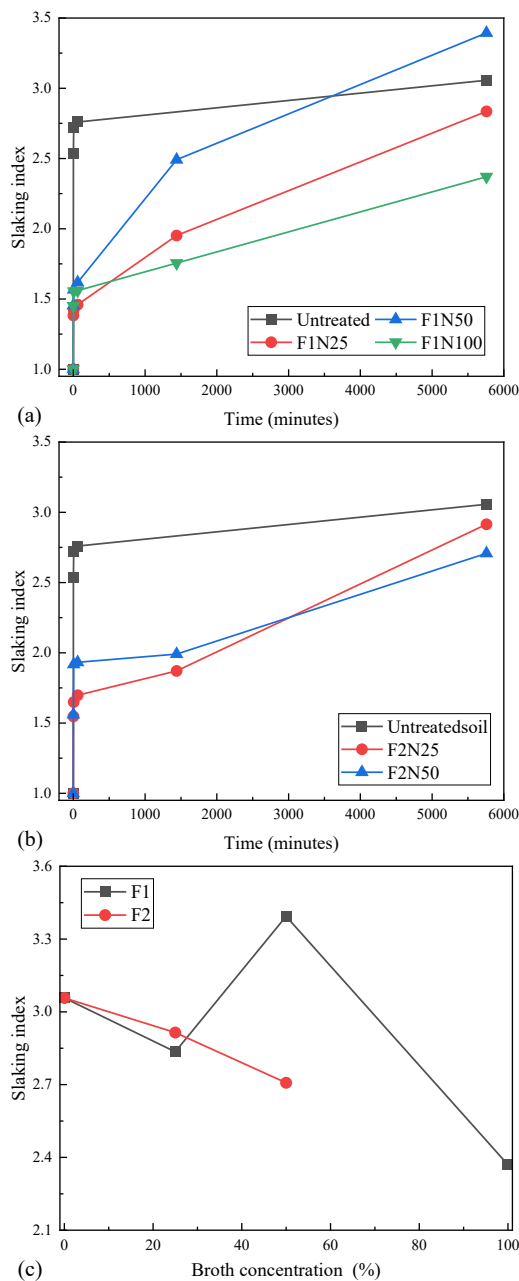 3.5
3.0
2.5
2.0
1.5
1.0
Slaking index
Untreated
F1N50
F1N25
F1N100
0 1000 2000 3000 4000 5000 6000
(a)
Time (minutes)
3.5
3.0
2.5
2.0
1.5
1.0
Slaking index
Untreatedsoil
F2N25
F2N50
0 1000 2000 3000 4000 5000 6000
(b)
Time (minutes)
3.6
3.3
3.0
2.7
2.4
2.1
Slaking index
F1
F2
0 20 40 60 80 100
(c)
Broth concentration (%)